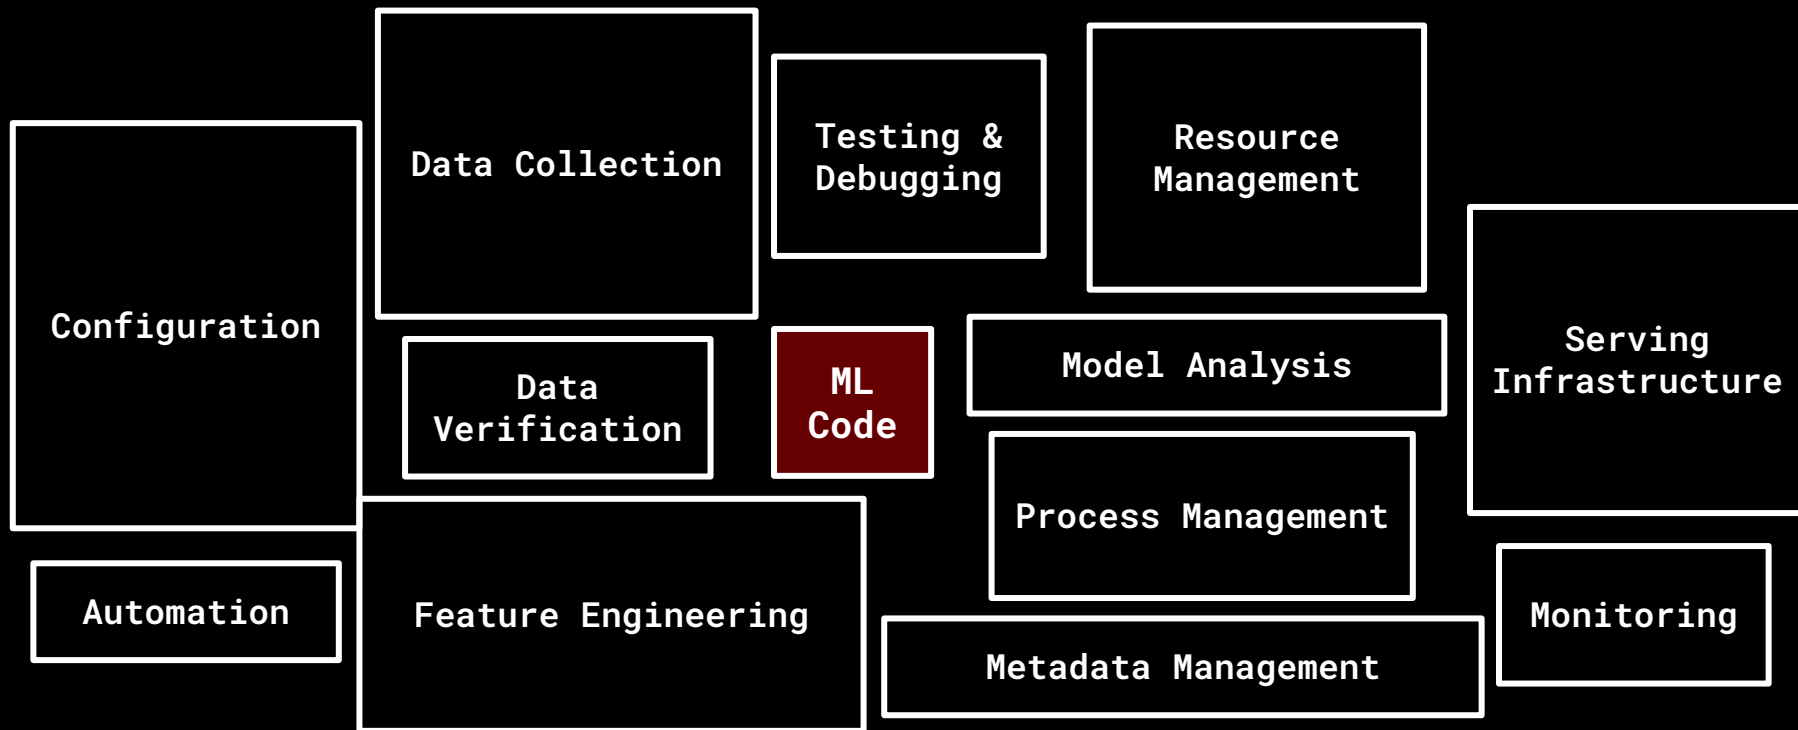 Configuration
Data Collection
Testing &
Debugging
Resource
Management
Data
Verification
ML
Code
Model Analysis
Serving
Infrastructure
Process Management
Automation
Feature Engineering
Metadata Management
Monitoring